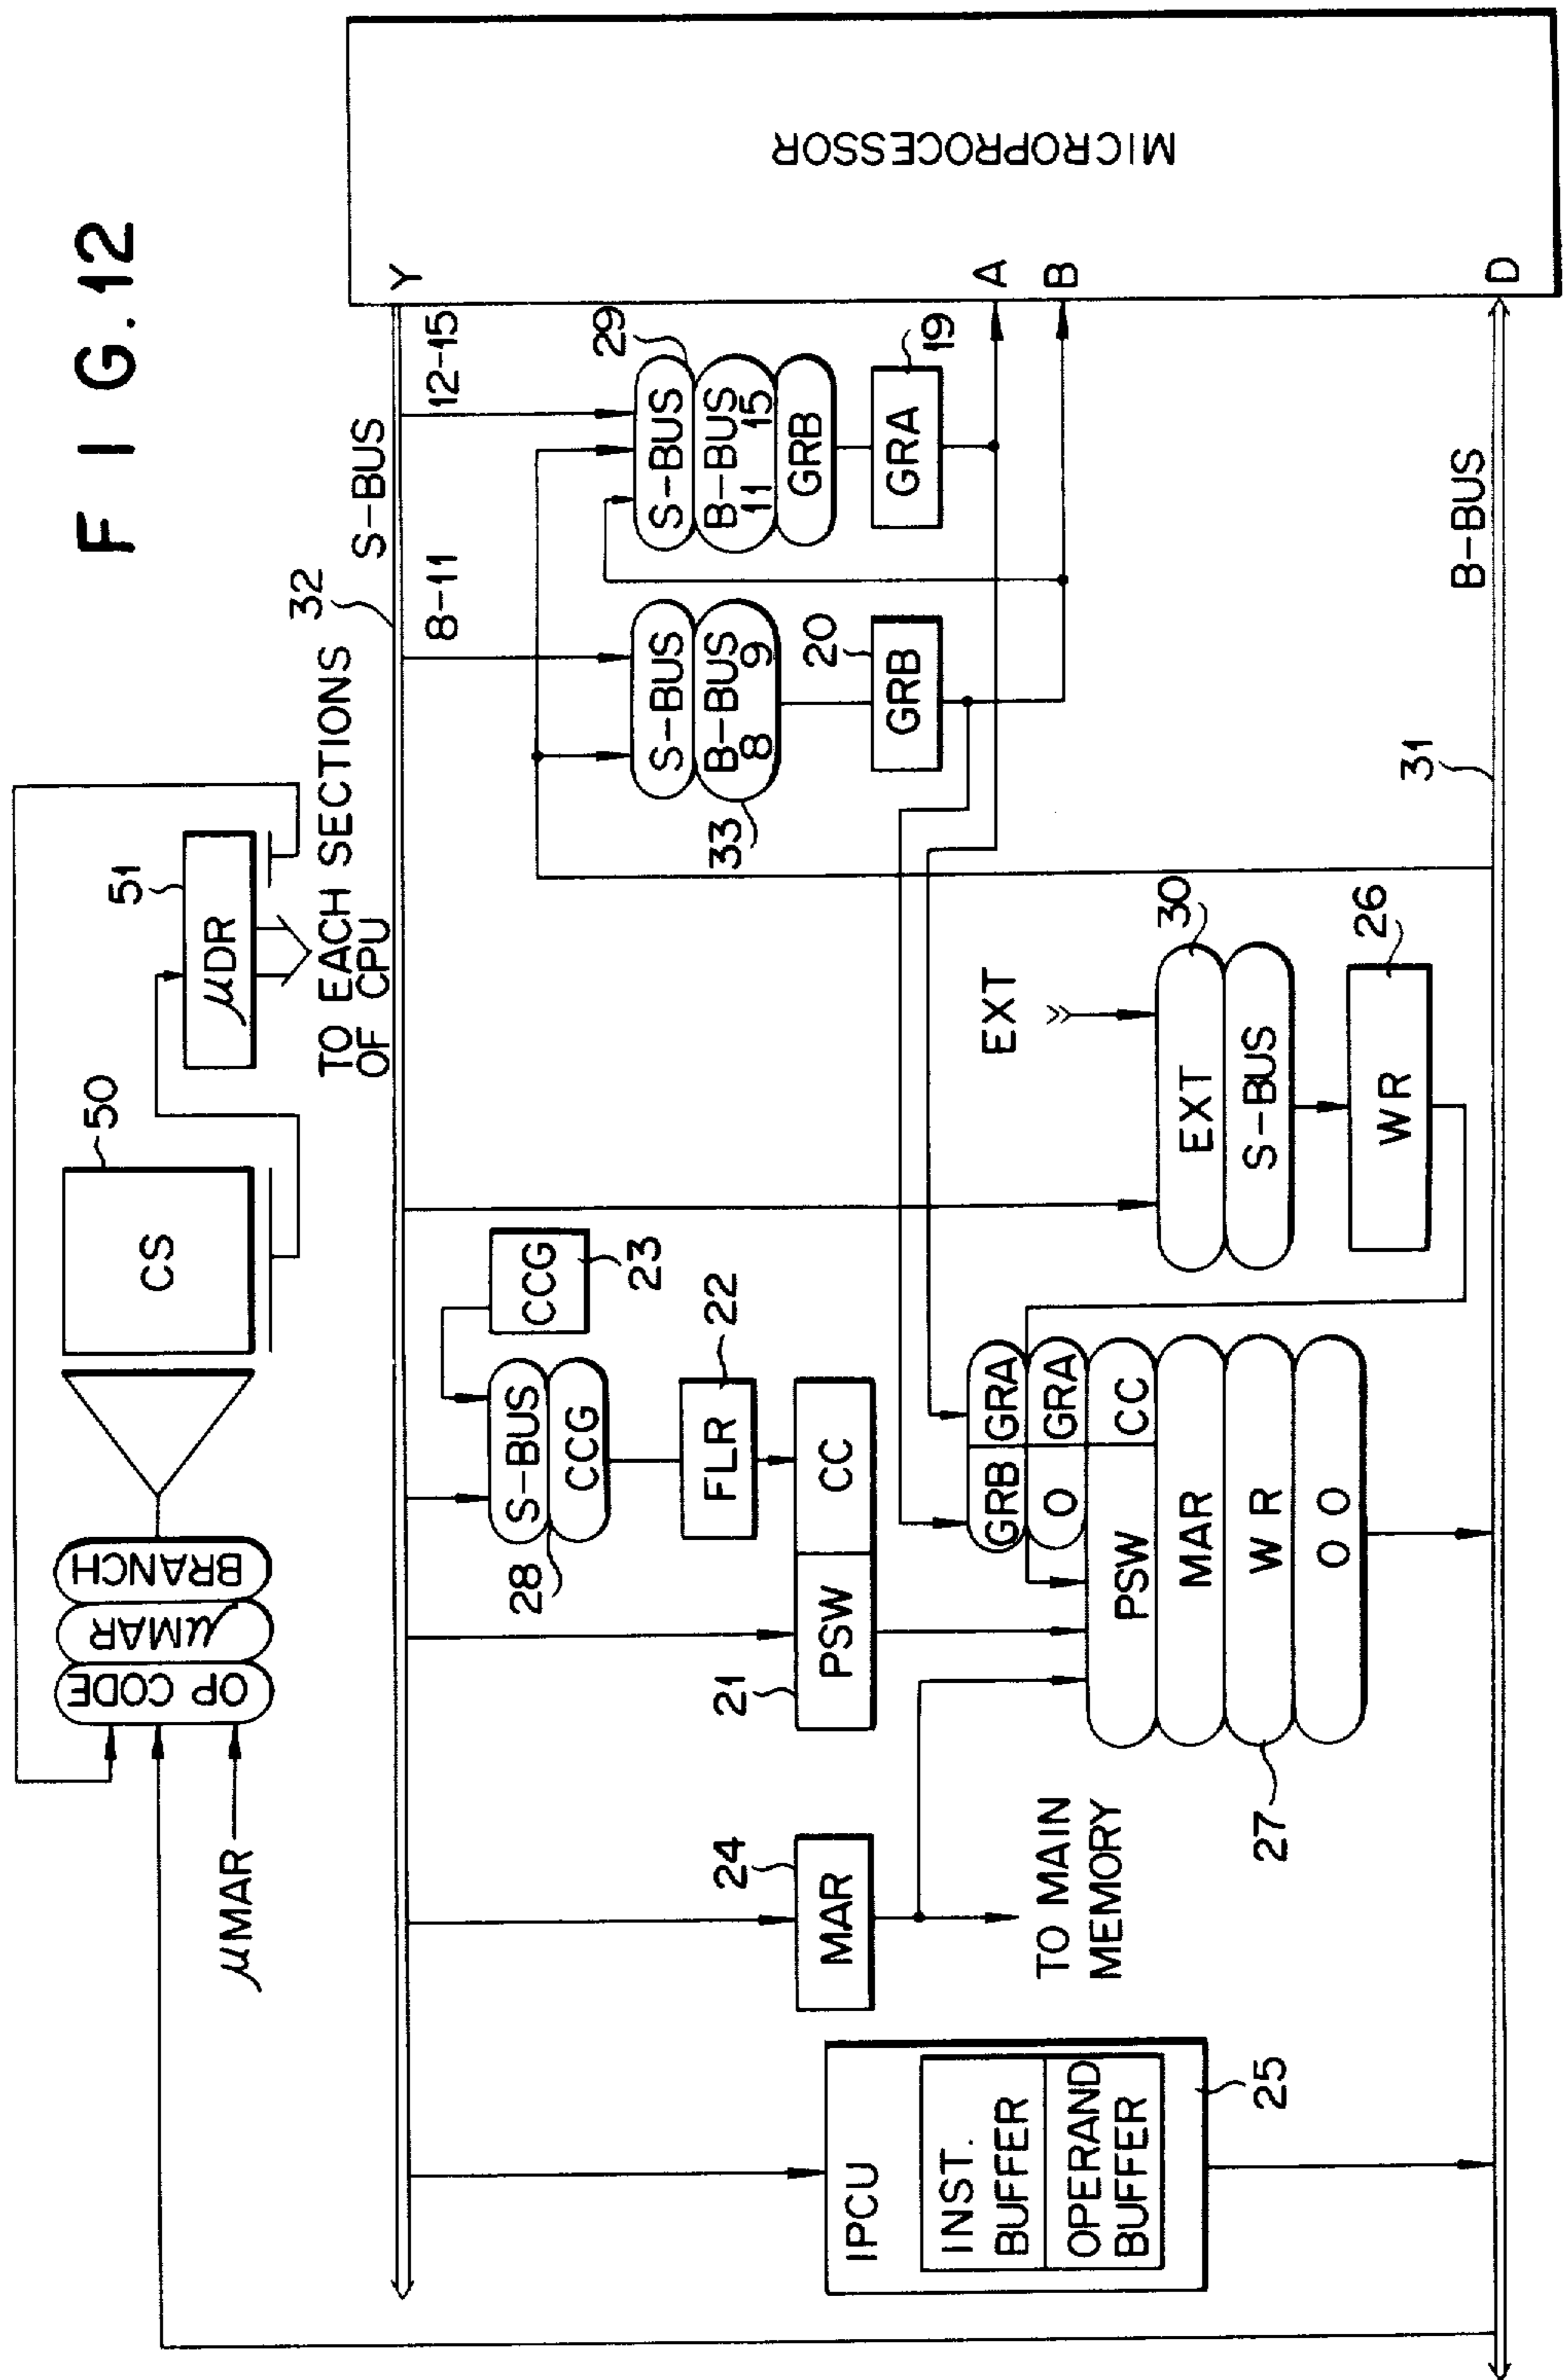 FIG. 12
OP CODE
μMAR
BRANCH
μMAR
CS
50
μDR
51
TO EACH SECTIONS
OF CPU
32
S-BUS
Y
8-11
12-15
S-BUS
CCG
28
CCG
23
FLR
22
PSW
CC
21
MAR
24
TO MAIN
MEMORY
IPCU
INST.
BUFFER
OPERAND
BUFFER
25
GRB
GRA
O
GRA
PSW
CC
MAR
WR
O O
27
EXT
EXT
S-BUS
30
WR
26
S-BUS
B-BUS
8 9
33
GRB
20
S-BUS
B-BUS
11 15
GRB
29
GRA
19
A
B
D
MICROPROCESSOR
31
B-BUS